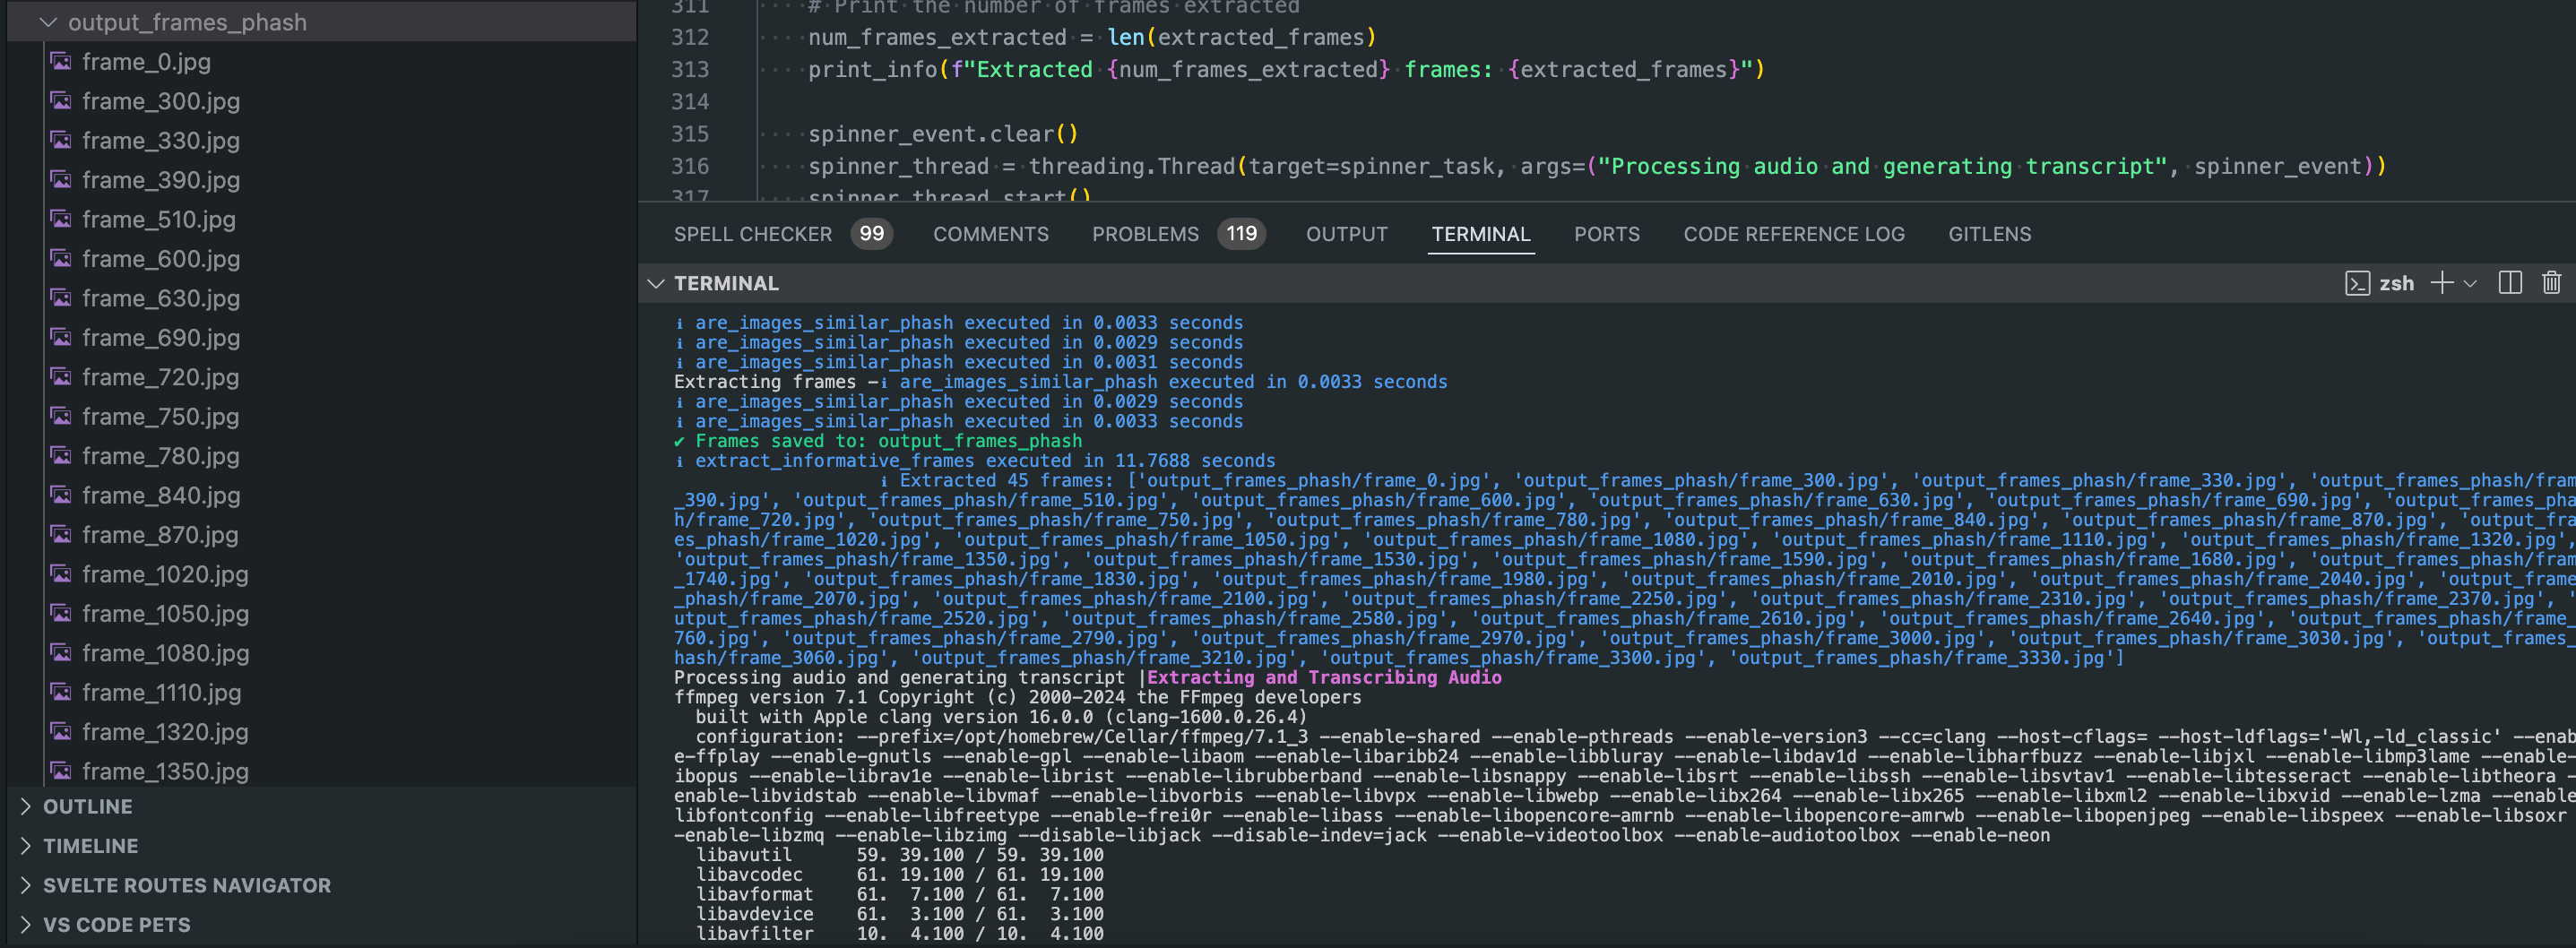 output_frames_phash
frame_0.jpg
frame_300.jpg
frame_330.jpg
frame_390.jpg
frame_510.jpg
frame_600.jpg
frame_630.jpg
frame_690.jpg
frame_720.jpg
frame_750.jpg
frame_780.jpg
frame_840.jpg
frame_870.jpg
frame_1020.jpg
frame_1050.jpg
frame_1080.jpg
frame_1110.jpg
frame_1320.jpg
frame_1350.jpg
OUTLINE
TIMELINE
SVELTE ROUTES NAVIGATOR
VS CODE PETS
311 # Print the number of frames extracted
312 num_frames_extracted = len(extracted_frames)
313 print_info(f"Extracted {num_frames_extracted} frames: {extracted_frames}")
314
315 spinner_event.clear()
316 spinner_thread = threading.Thread(target=spinner_task, args=("Processing audio and generating transcript", spinner_event))
317 spinner_thread.start()
SPELL CHECKER 99 COMMENTS PROBLEMS 119 OUTPUT TERMINAL PORTS CODE REFERENCE LOG GITLENS
TERMINAL zsh
ℹ are_images_similar_phash executed in 0.0033 seconds
ℹ are_images_similar_phash executed in 0.0029 seconds
ℹ are_images_similar_phash executed in 0.0031 seconds
Extracting frames -ℹ are_images_similar_phash executed in 0.0033 seconds
ℹ are_images_similar_phash executed in 0.0029 seconds
ℹ are_images_similar_phash executed in 0.0033 seconds
✔ Frames saved to: output_frames_phash
ℹ extract_informative_frames executed in 11.7688 seconds
ℹ Extracted 45 frames: ['output_frames_phash/frame_0.jpg', 'output_frames_phash/frame_300.jpg', 'output_frames_phash/frame_330.jpg', 'output_frames_phash/fram
_390.jpg', 'output_frames_phash/frame_510.jpg', 'output_frames_phash/frame_600.jpg', 'output_frames_phash/frame_630.jpg', 'output_frames_phash/frame_690.jpg', 'output_frames_pha
h/frame_720.jpg', 'output_frames_phash/frame_750.jpg', 'output_frames_phash/frame_780.jpg', 'output_frames_phash/frame_840.jpg', 'output_frames_phash/frame_870.jpg', 'output_fra
es_phash/frame_1020.jpg', 'output_frames_phash/frame_1050.jpg', 'output_frames_phash/frame_1080.jpg', 'output_frames_phash/frame_1110.jpg', 'output_frames_phash/frame_1320.jpg',
'output_frames_phash/frame_1350.jpg', 'output_frames_phash/frame_1530.jpg', 'output_frames_phash/frame_1590.jpg', 'output_frames_phash/frame_1680.jpg', 'output_frames_phash/fram
_1740.jpg', 'output_frames_phash/frame_1830.jpg', 'output_frames_phash/frame_1980.jpg', 'output_frames_phash/frame_2010.jpg', 'output_frames_phash/frame_2040.jpg', 'output_frame
_phash/frame_2070.jpg', 'output_frames_phash/frame_2100.jpg', 'output_frames_phash/frame_2250.jpg', 'output_frames_phash/frame_2310.jpg', 'output_frames_phash/frame_2370.jpg', '
utput_frames_phash/frame_2520.jpg', 'output_frames_phash/frame_2580.jpg', 'output_frames_phash/frame_2610.jpg', 'output_frames_phash/frame_2640.jpg', 'output_frames_phash/frame_
760.jpg', 'output_frames_phash/frame_2790.jpg', 'output_frames_phash/frame_2970.jpg', 'output_frames_phash/frame_3000.jpg', 'output_frames_phash/frame_3030.jpg', 'output_frames_
hash/frame_3060.jpg', 'output_frames_phash/frame_3210.jpg', 'output_frames_phash/frame_3300.jpg', 'output_frames_phash/frame_3330.jpg']
Processing audio and generating transcript |Extracting and Transcribing Audio
ffmpeg version 7.1 Copyright (c) 2000-2024 the FFmpeg developers
built with Apple clang version 16.0.0 (clang-1600.0.26.4)
configuration: --prefix=/opt/homebrew/Cellar/ffmpeg/7.1_3 --enable-shared --enable-pthreads --enable-version3 --cc=clang --host-cflags= --host-ldflags='-Wl,-ld_classic' --enab
e-ffplay --enable-gnutls --enable-gpl --enable-libaom --enable-libaribb24 --enable-libbluray --enable-libdav1d --enable-libharfbuzz --enable-libjxl --enable-libmp3lame --enable-
ibopus --enable-librav1e --enable-librist --enable-librubberband --enable-libsnappy --enable-libsrt --enable-libssh --enable-libsvtav1 --enable-libtesseract --enable-libtheora -
enable-libvidstab --enable-libvmaf --enable-libvorbis --enable-libvpx --enable-libwebp --enable-libx264 --enable-libx265 --enable-libxml2 --enable-libxvid --enable-lzma --enable
libfontconfig --enable-libfreetype --enable-frei0r --enable-libass --enable-libopencore-amrnb --enable-libopencore-amrwb --enable-libopenjpeg --enable-libspeex --enable-libsoxr
-enable-libzmq --enable-libzimg --disable-libjack --disable-indev=jack --enable-videotoolbox --enable-audiotoolbox --enable-neon
libavutil 59. 39.100 / 59. 39.100
libavcodec 61. 19.100 / 61. 19.100
libavformat 61. 7.100 / 61. 7.100
libavdevice 61. 3.100 / 61. 3.100
libavfilter 10. 4.100 / 10. 4.100